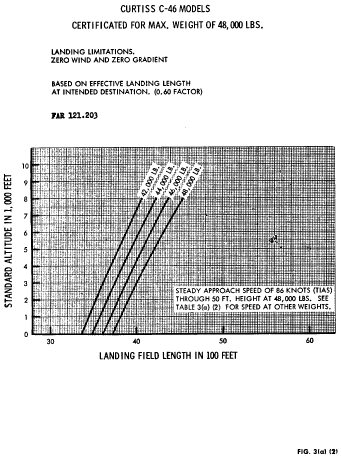 CURTISS C-46 MODELS
CERTIFICATED FOR MAX. WEIGHT OF 48,000 LBS.
LANDING LIMITATIONS.
ZERO WIND AND ZERO GRADIENT
BASED ON EFFECTIVE LANDING LENGTH
AT INTENDED DESTINATION. (0.60 FACTOR)
FAR 121.203
STANDARD ALTITUDE IN 1,000 FEET
10
9
8
7
6
5
4
3
2
1
0
42,000 LB.
44,000 LB.
46,000 LB.
48,000 LB.
STEADY APPROACH SPEED OF 86 KNOTS (TIAS)
THROUGH 50 FT. HEIGHT AT 48,000 LBS. SEE
TABLE 3(a) (2) FOR SPEED AT OTHER WEIGHTS.
30
40
50
60
LANDING FIELD LENGTH IN 100 FEET
FIG. 3(a) (2)